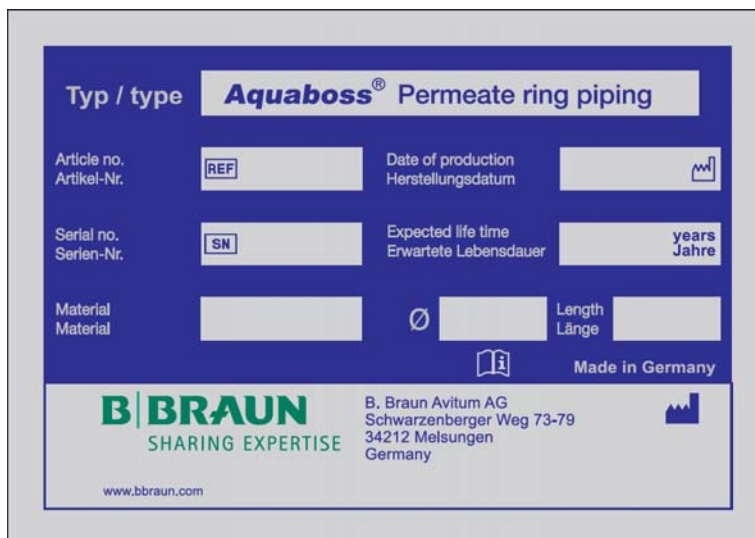 Typ / type
Aquaboss® Permeate ring piping
Article no.
Artikel-Nr.
REF
Date of production
Herstellungsdatum
Serial no.
Serien-Nr.
SN
Expected life time
Erwartete Lebensdauer
years
Jahre
Material
Material
Ø
Length
Länge
Made in Germany
B|BRAUN
SHARING EXPERTISE
B. Braun Avitum AG
Schwarzenberger Weg 73-79
34212 Melsungen
Germany
www.bbraun.com